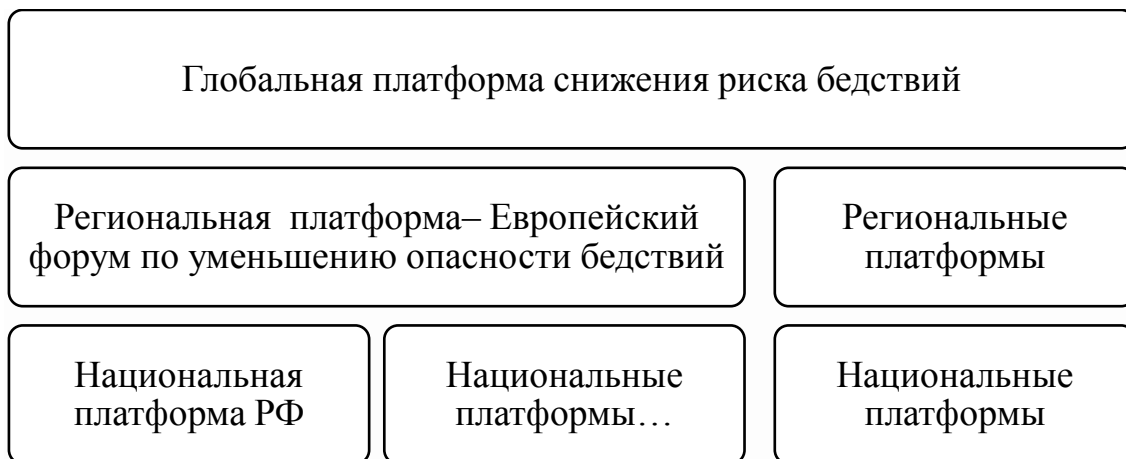 Глобальная платформа снижения риска бедствий
Региональная платформа– Европейский
форум по уменьшению опасности бедствий
Региональные
платформы
Национальная
платформа РФ
Национальные
платформы…
Национальные
платформы